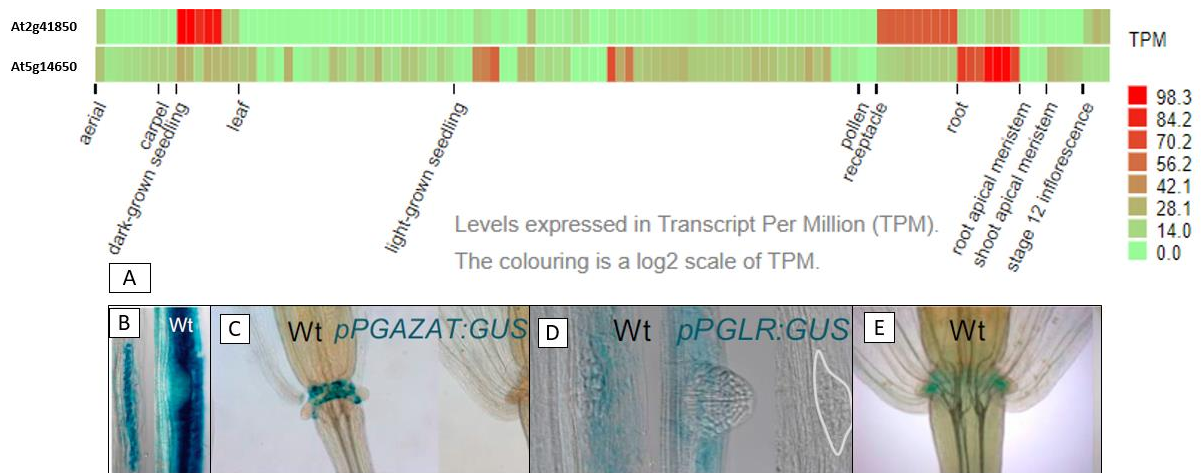 At2g41850
At5g14650
TPM
98.3
84.2
70.2
56.2
42.1
28.1
14.0
0.0
aerial
carpel
dark-grown seedling
leaf
light-grown seedling
pollen
receptacle
root
root apical meristem
shoot apical meristem
stage 12 inflorescence
Levels expressed in Transcript Per Million (TPM).
The colouring is a log2 scale of TPM.
A
B Wt
C Wt pPGAZAT:GUS
D Wt pPGLR:GUS
E Wt